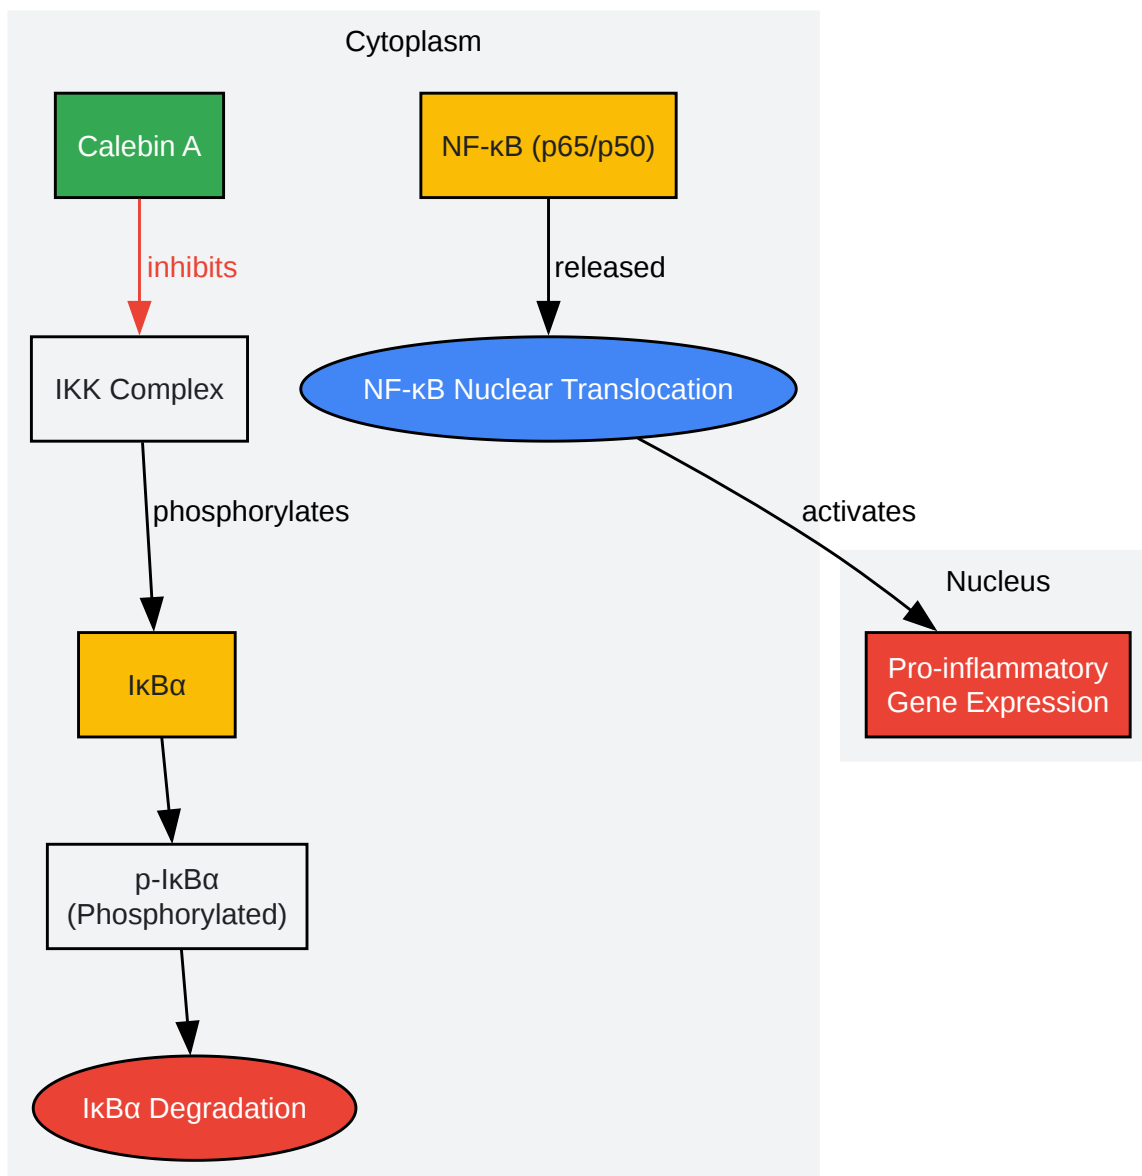 Cytoplasm
Calebin A
NF-κB (p65/p50)
inhibits
released
IKK Complex
NF-κB Nuclear Translocation
phosphorylates
activates
Nucleus
IκBα
Pro-inflammatory
Gene Expression
p-IκBα
(Phosphorylated)
IκBα Degradation